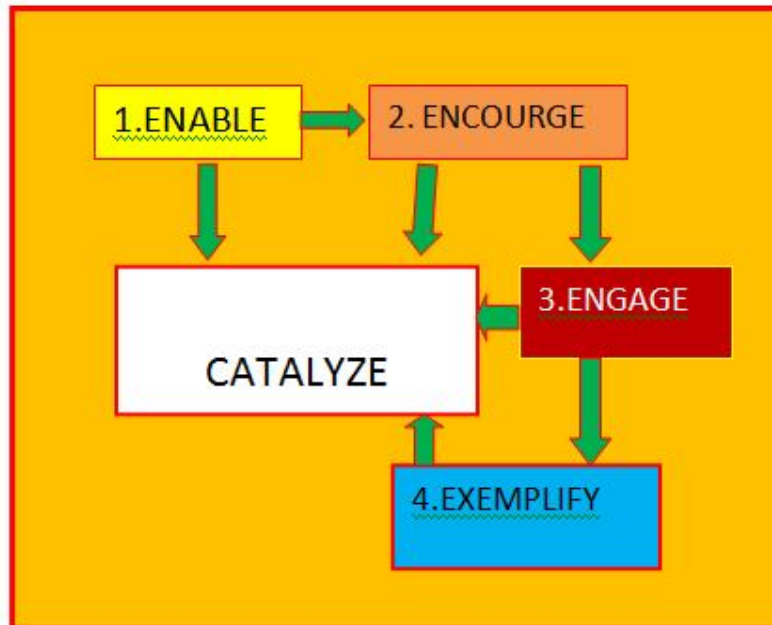 1.ENABLE
2. ENCOURGE
3.ENGAGE
CATALYZE
4.EXEMPLIFY